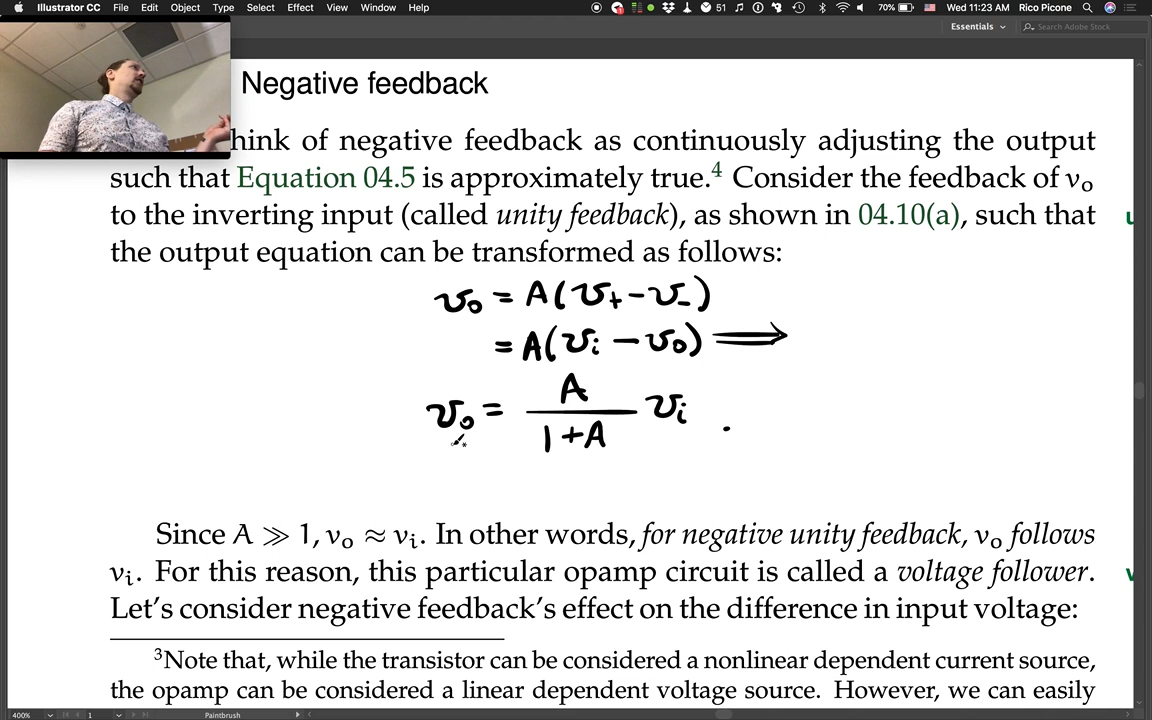 Illustrator CC File Edit Object Type Select Effect View Window Help 51 70% Wed 11:23 AM Rico Picone
Essentials Search Adobe Stock
Negative feedback
hink of negative feedback as continuously adjusting the output
such that Equation 04.5 is approximately true.⁴ Consider the feedback of vₒ
to the inverting input (called unity feedback), as shown in 04.10(a), such that
the output equation can be transformed as follows:
vₒ = A(v₊ − v₋)
= A(vᵢ − vₒ) ⟹
vₒ = A / (1 + A) vᵢ .
Since A ≫ 1, vₒ ≈ vᵢ. In other words, for negative unity feedback, vₒ follows
vᵢ. For this reason, this particular opamp circuit is called a voltage follower.
Let's consider negative feedback's effect on the difference in input voltage:
³Note that, while the transistor can be considered a nonlinear dependent current source,
the opamp can be considered a linear dependent voltage source. However, we can easily
400% 1 Paintbrush